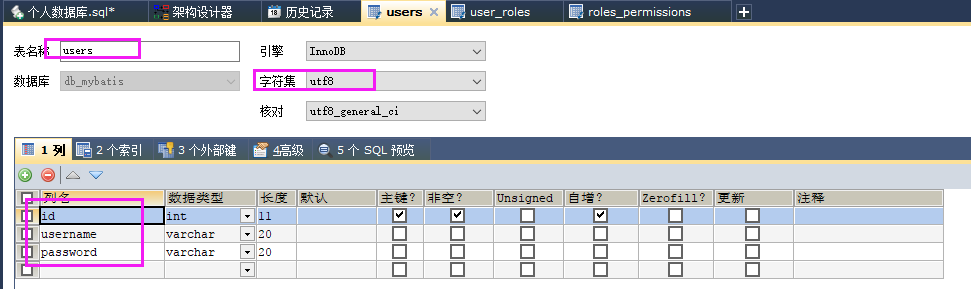 个人数据库.sql* 架构设计器 历史记录 users user_roles roles_permissions
表名称 users 引擎 InnoDB
数据库 db_mybatis 字符集 utf8
核对 utf8_general_ci
1 列 2 个索引 3 个外部键 4高级 5 个 SQL 预览
列名 数据类型 长度 默认 主键? 非空? Unsigned 自增? Zerofill? 更新 注释
id int 11
username varchar 20
password varchar 20